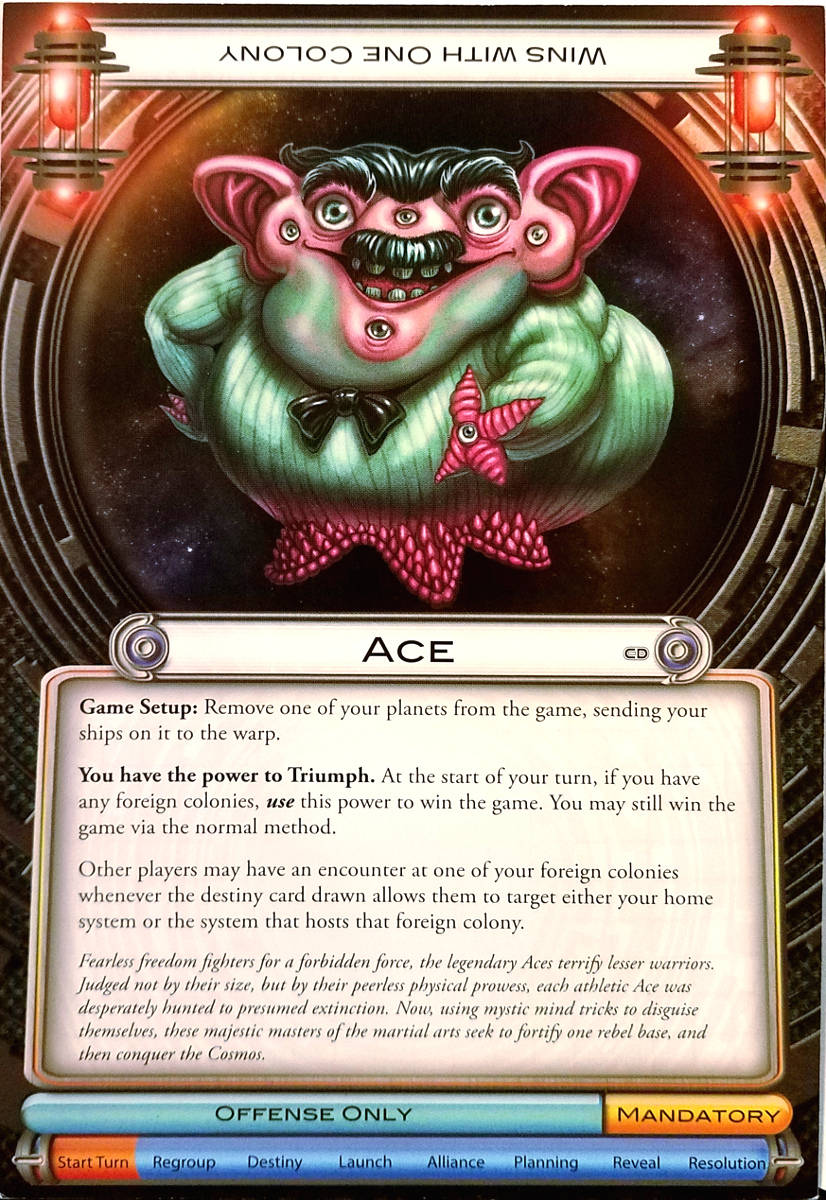 WINS WITH ONE COLONY
ACE
CD
Game Setup: Remove one of your planets from the game, sending your
ships on it to the warp.
You have the power to Triumph. At the start of your turn, if you have
any foreign colonies, use this power to win the game. You may still win the
game via the normal method.
Other players may have an encounter at one of your foreign colonies
whenever the destiny card drawn allows them to target either your home
system or the system that hosts that foreign colony.
Fearless freedom fighters for a forbidden force, the legendary Aces terrify lesser warriors.
Judged not by their size, but by their peerless physical prowess, each athletic Ace was
desperately hunted to presumed extinction. Now, using mystic mind tricks to disguise
themselves, these majestic masters of the martial arts seek to fortify one rebel base, and
then conquer the Cosmos.
OFFENSE ONLY MANDATORY
Start Turn Regroup Destiny Launch Alliance Planning Reveal Resolution